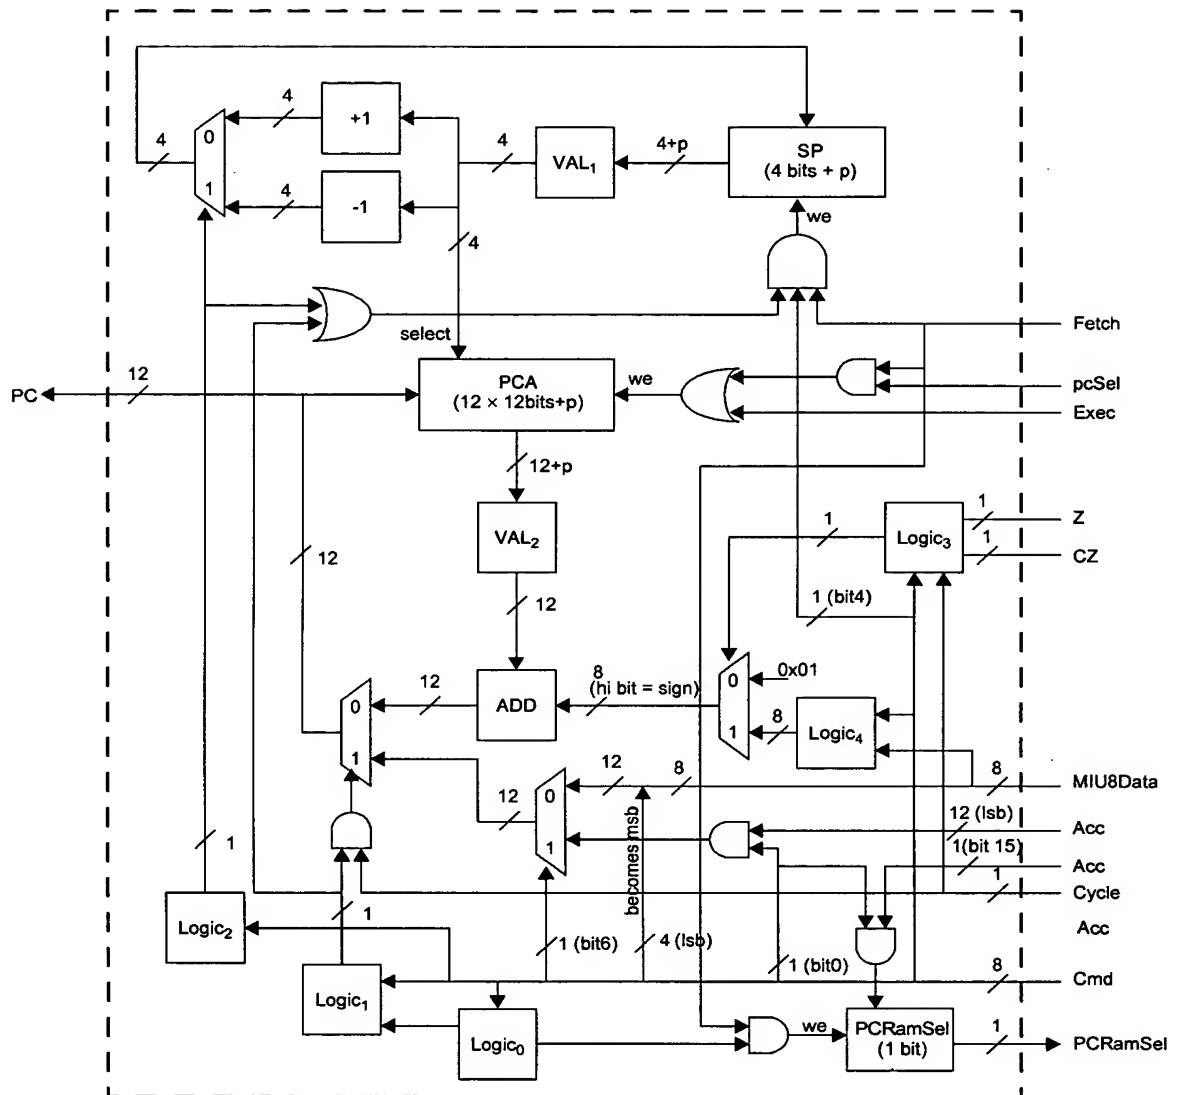 4
+1
0
4
4
VAL₁
4+p
SP
(4 bits + p)
1
4
-1
4
we
select
Fetch
PC
12
PCA
(12 × 12bits+p)
we
pcSel
Exec
12+p
VAL₂
12
12
1
Logic₃
1
Z
1
CZ
1 (bit4)
0
0x01
8
(hi bit = sign)
12
ADD
0
1
8
Logic₄
1
12
0
12
8
8
MIU8Data
becomes msb
12 (lsb)
Acc
1
1
1(bit 15)
Acc
1
Cycle
Logic₂
1
Acc
1 (bit6)
4 (lsb)
1 (bit0)
8
Cmd
Logic₁
Logic₀
we
PCRamSel
(1 bit)
1
PCRamSel